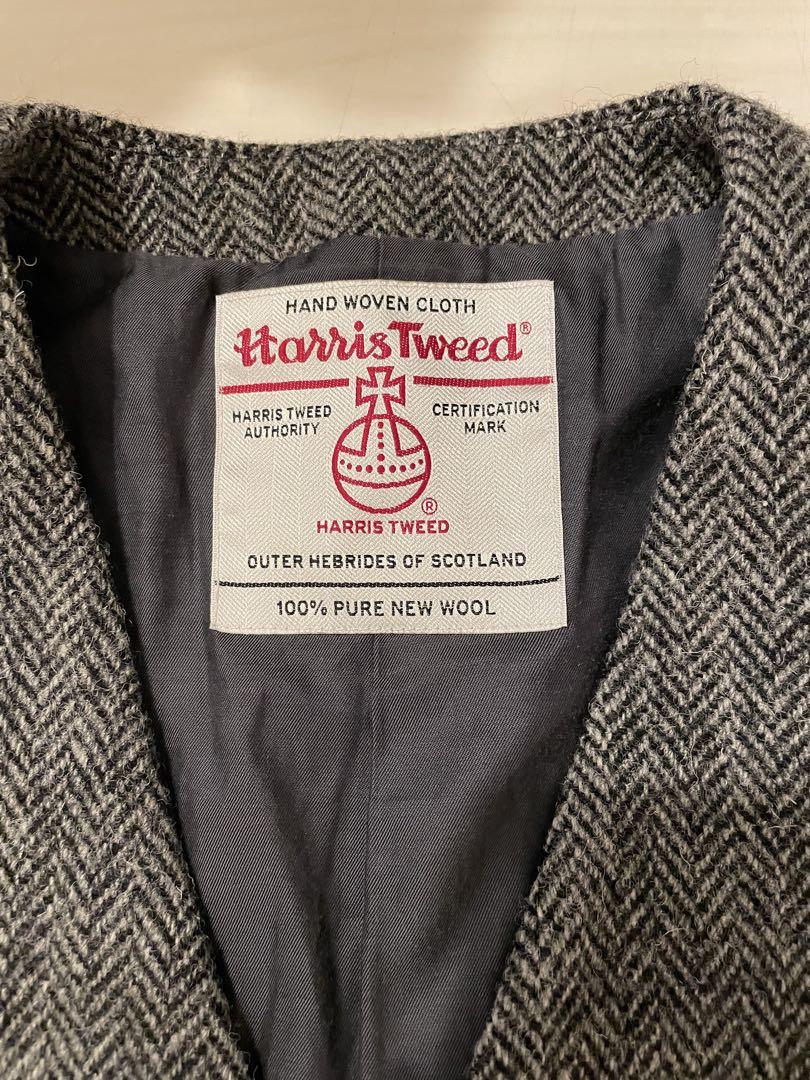 HAND WOVEN CLOTH
Harris Tweed®
HARRIS TWEED
AUTHORITY
CERTIFICATION
MARK
®
HARRIS TWEED
OUTER HEBRIDES OF SCOTLAND
100% PURE NEW WOOL